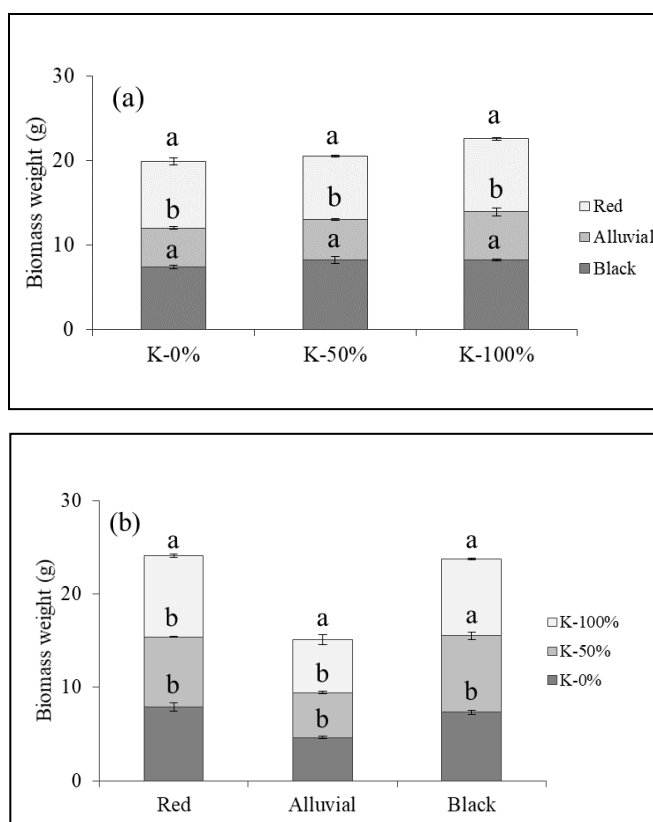 (a)
Biomass weight (g)
30
20
10
0
a
a
a
b
b
b
a
a
a
K-0%
K-50%
K-100%
Red
Alluvial
Black
(b)
Biomass weight (g)
30
20
10
0
a
a
a
b
b
a
b
b
b
Red
Alluvial
Black
K-100%
K-50%
K-0%